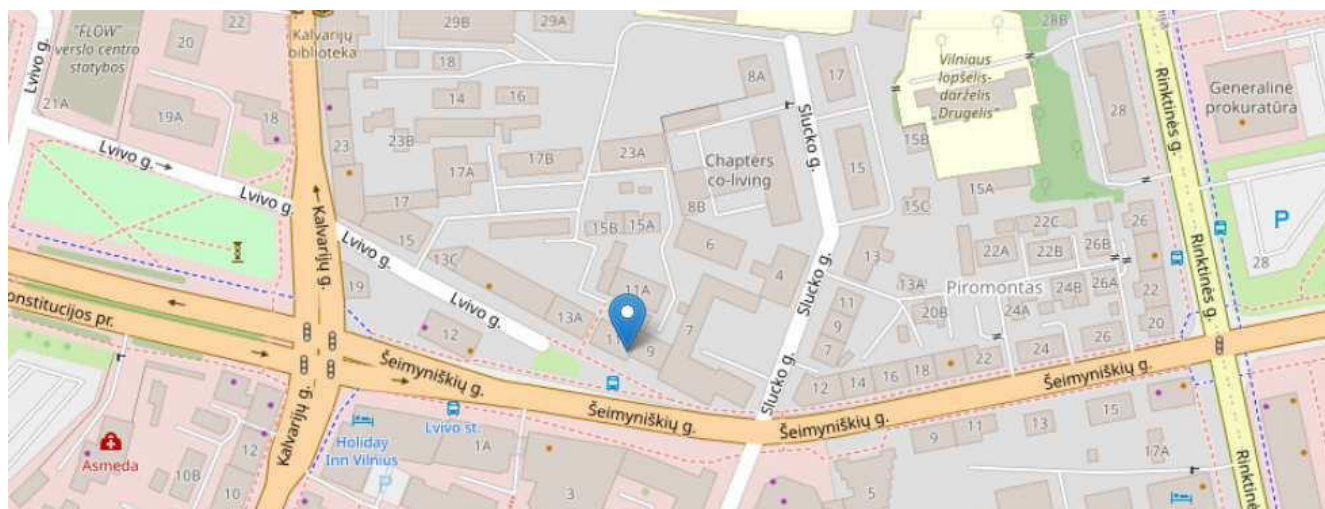 "FLOW"
verslo centro
statybos
20
22
Kalvarijų
biblioteka
29B
29A
28B
Lvivo g.
21A
19A
18
18
14
16
8A
17
Vilniaus
lopšelis-
darželis
„Drugelis"
28
Rinktinės g.
Generalinė
prokuratūra
Lvivo g.
23
23B
17B
23A
17A
Chapters
co-living
Slucko g.
15
15B
15A
15C
Lvivo g.
17
8B
Kalvarijų g.
Lvivo g.
15
15B
15A
6
13
22C
22A
22B
26B
26
P
Rinktinės g.
28
13C
19
4
13A
Piromontas
24B
26A
22
24A
20B
20
11A
Konstitucijos pr.
Lvivo g.
13A
11
9
7
Slucko g.
11
9
7
12
Šeimyniškių g.
12
14
16
18
22
24
26
Šeimyniškių g.
Šeimyniškių g.
Šeimyniškių g.
Slucko g.
Kalvarijų g.
Lvivo st.
Holiday
Inn Vilnius
P
1A
3
5
9
11
13
15
17A
Rinktinės g.
Asmeda
12
10B
10